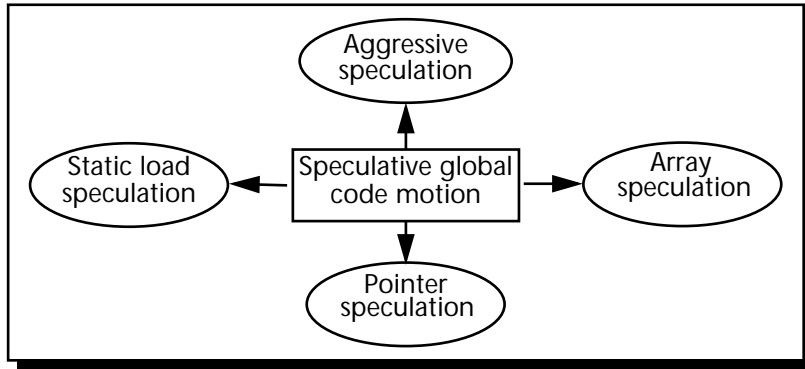 Aggressive
speculation
Static load
speculation
Speculative global
code motion
Array
speculation
Pointer
speculation